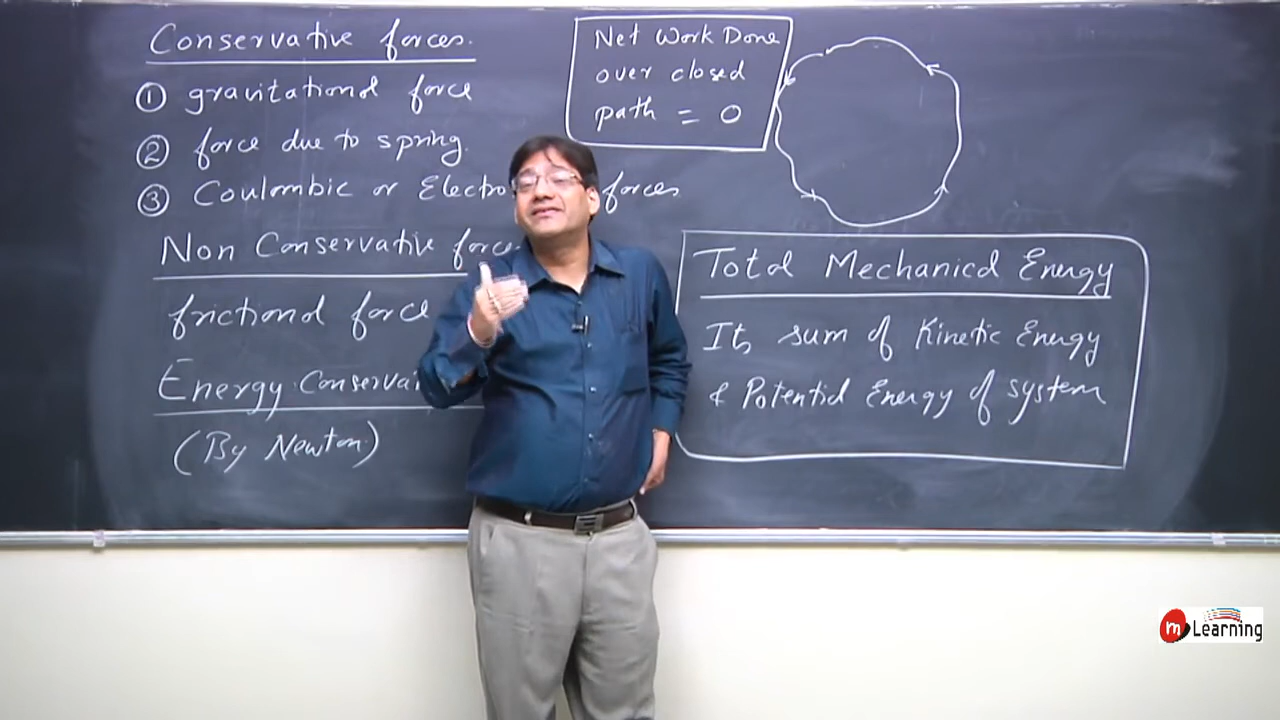 Conservative forces.
① gravitational force
② force due to spring.
③ Coulombic or Electro forces
Non Conservative force
frictional force
Energy Conserva
(By Newton)
Net Work Done
over closed
path = 0
Total Mechanical Energy
Its sum of Kinetic Energy
& Potential Energy of system
m Learning